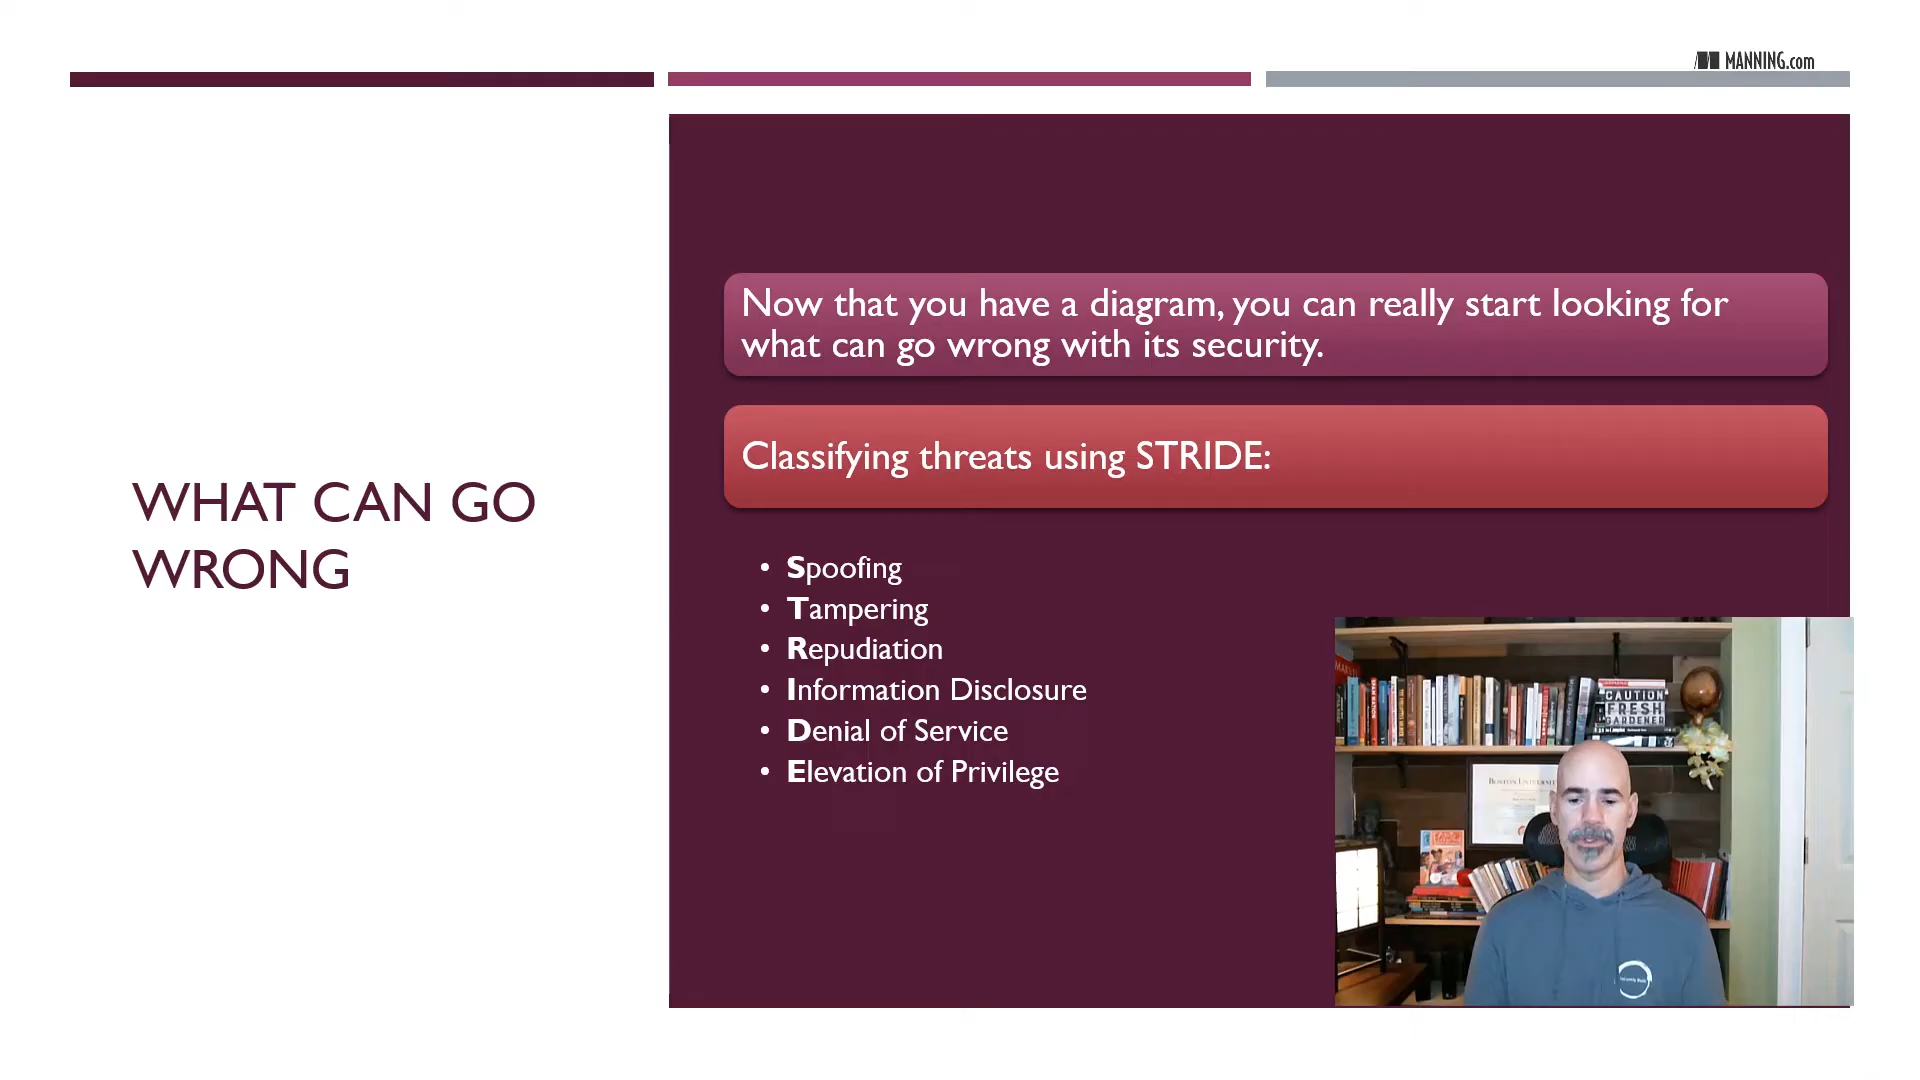 MANNING.com
WHAT CAN GO
WRONG
Now that you have a diagram, you can really start looking for
what can go wrong with its security.
Classifying threats using STRIDE:
• Spoofing
• Tampering
• Repudiation
• Information Disclosure
• Denial of Service
• Elevation of Privilege
CAUTION
FRESH
GARDENER